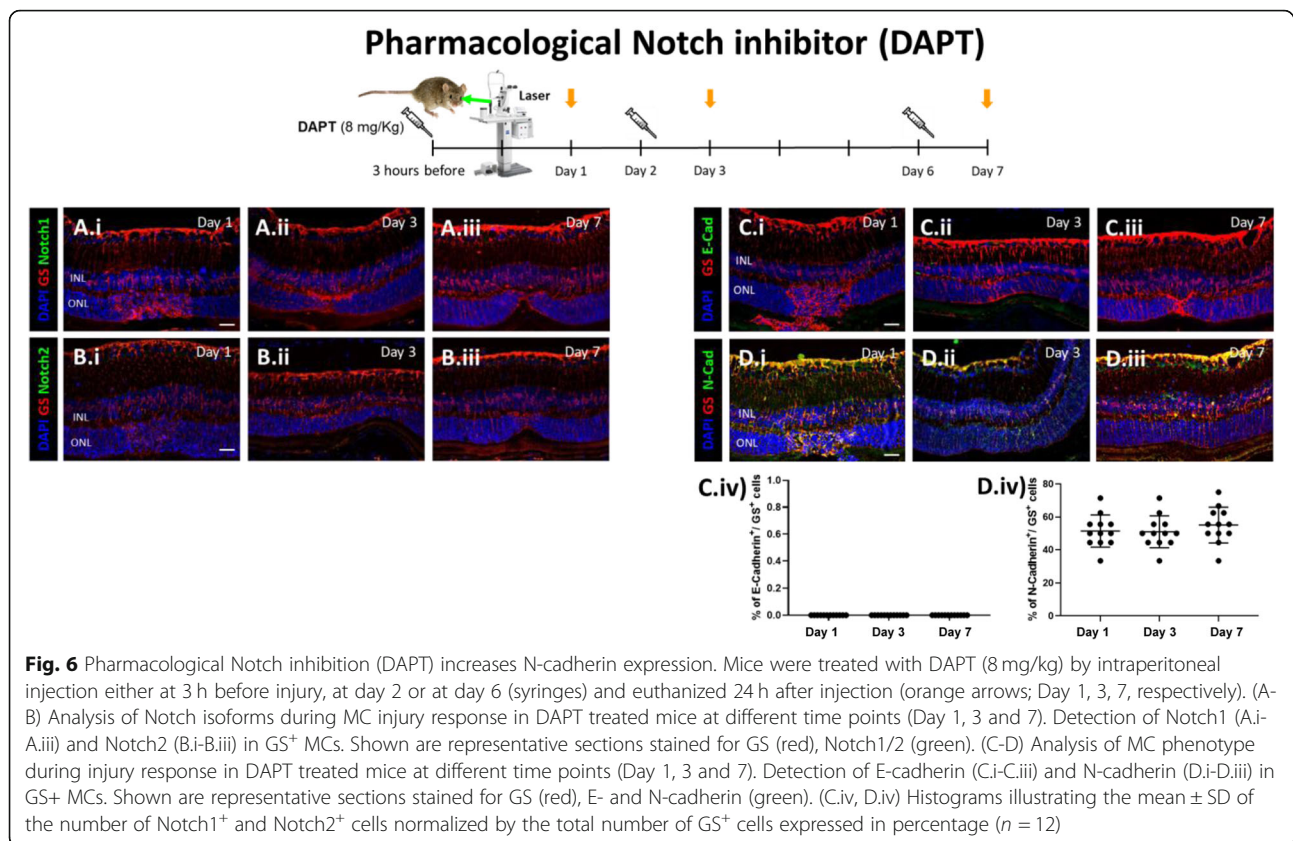 Pharmacological Notch inhibitor (DAPT)
Laser
DAPT (8 mg/Kg)
3 hours before
Day 1
Day 2
Day 3
Day 6
Day 7
DAPI GS Notch1
A.i
Day 1
INL
ONL
A.ii
Day 3
A.iii
Day 7
DAPI GS Notch2
B.i
Day 1
INL
ONL
B.ii
Day 3
B.iii
Day 7
DAPI GS E-Cad
C.i
Day 1
INL
ONL
C.ii
Day 3
C.iii
Day 7
DAPI GS N-Cad
D.i
Day 1
INL
ONL
D.ii
Day 3
D.iii
Day 7
C.iv)
% of E-Cadherin⁺/ GS⁺ cells
1.0
0.8
0.6
0.4
0.2
0.0
Day 1 Day 3 Day 7
D.iv)
% of N-Cadherin⁺/ GS⁺ cells
80
60
40
20
0
Day 1 Day 3 Day 7
Fig. 6 Pharmacological Notch inhibition (DAPT) increases N-cadherin expression. Mice were treated with DAPT (8 mg/kg) by intraperitoneal
injection either at 3 h before injury, at day 2 or at day 6 (syringes) and euthanized 24 h after injection (orange arrows; Day 1, 3, 7, respectively). (A-
B) Analysis of Notch isoforms during MC injury response in DAPT treated mice at different time points (Day 1, 3 and 7). Detection of Notch1 (A.i-
A.iii) and Notch2 (B.i-B.iii) in GS⁺ MCs. Shown are representative sections stained for GS (red), Notch1/2 (green). (C-D) Analysis of MC phenotype
during injury response in DAPT treated mice at different time points (Day 1, 3 and 7). Detection of E-cadherin (C.i-C.iii) and N-cadherin (D.i-D.iii) in
GS+ MCs. Shown are representative sections stained for GS (red), E- and N-cadherin (green). (C.iv, D.iv) Histograms illustrating the mean ± SD of
the number of Notch1⁺ and Notch2⁺ cells normalized by the total number of GS⁺ cells expressed in percentage (n = 12)